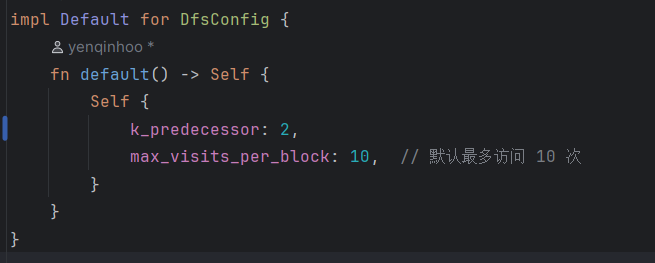 impl Default for DfsConfig {
yenqinhoo *
fn default() -> Self {
Self {
k_predecessor: 2,
max_visits_per_block: 10,  // 默认最多访问 10 次
}
}
}